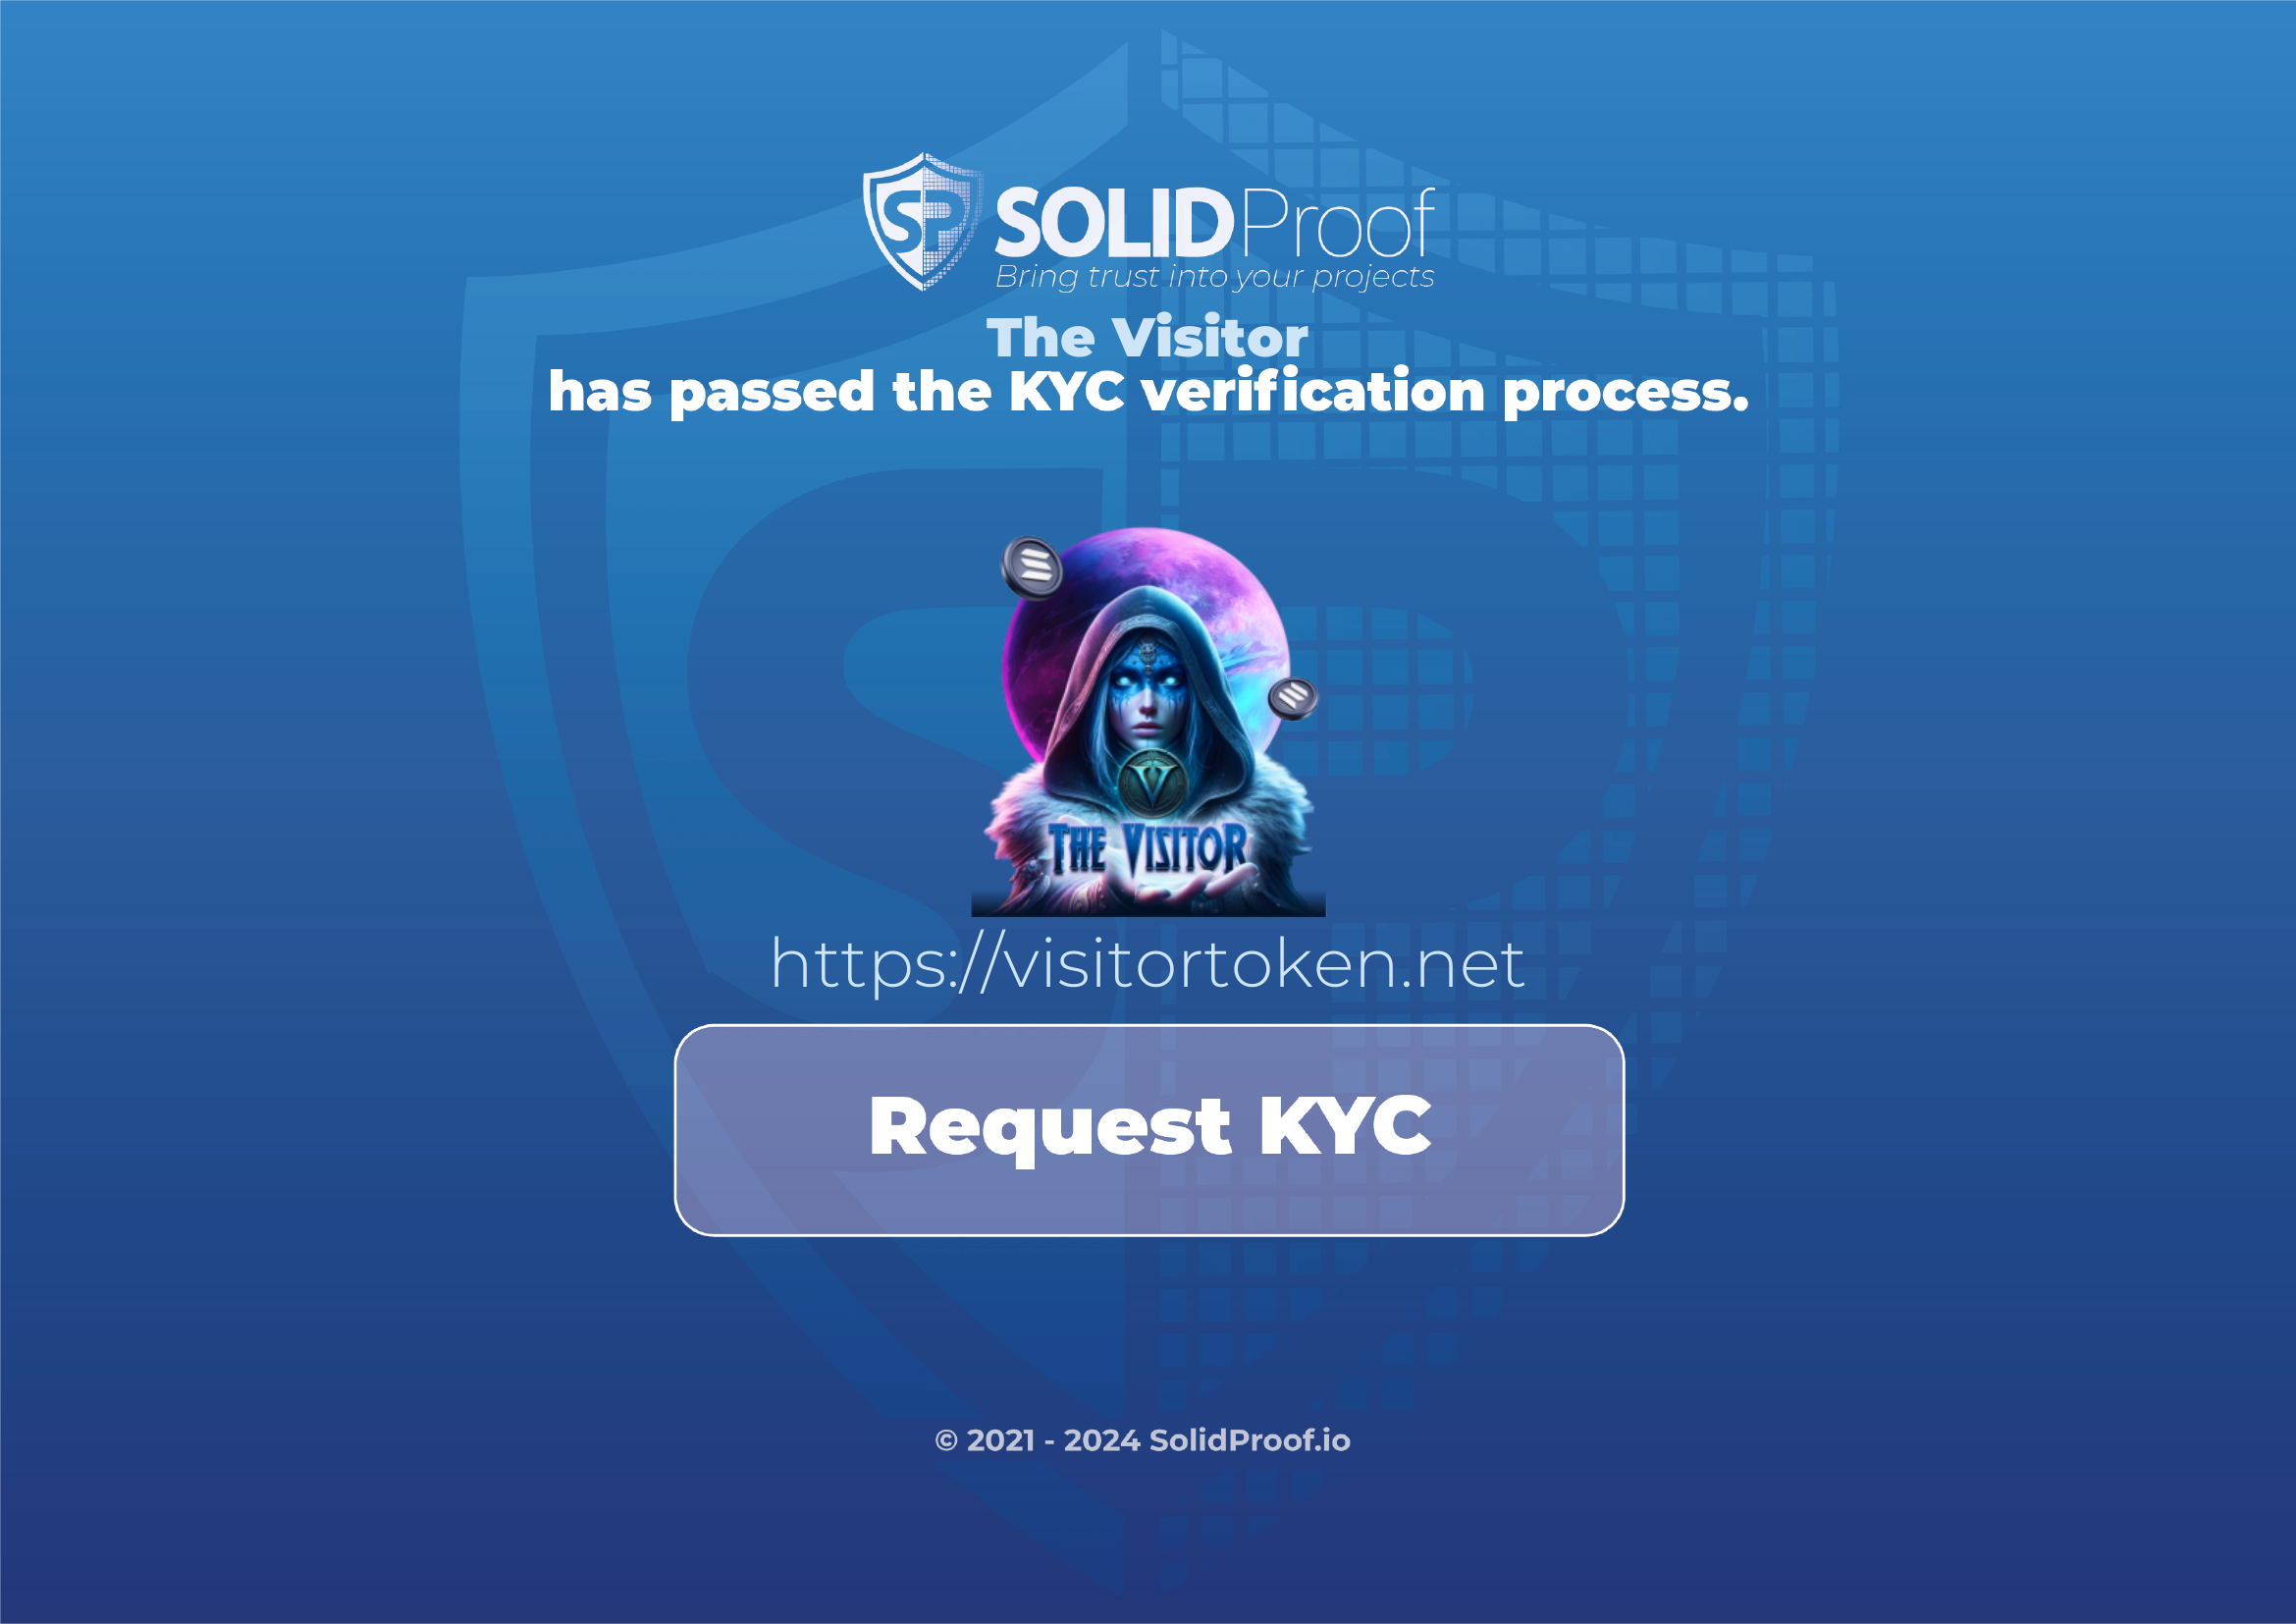 SP SOLIDProof
Bring trust into your projects
The Visitor
has passed the KYC verification process.
V
THE VISITOR
https://visitortoken.net
Request KYC
© 2021 - 2024 SolidProof.io